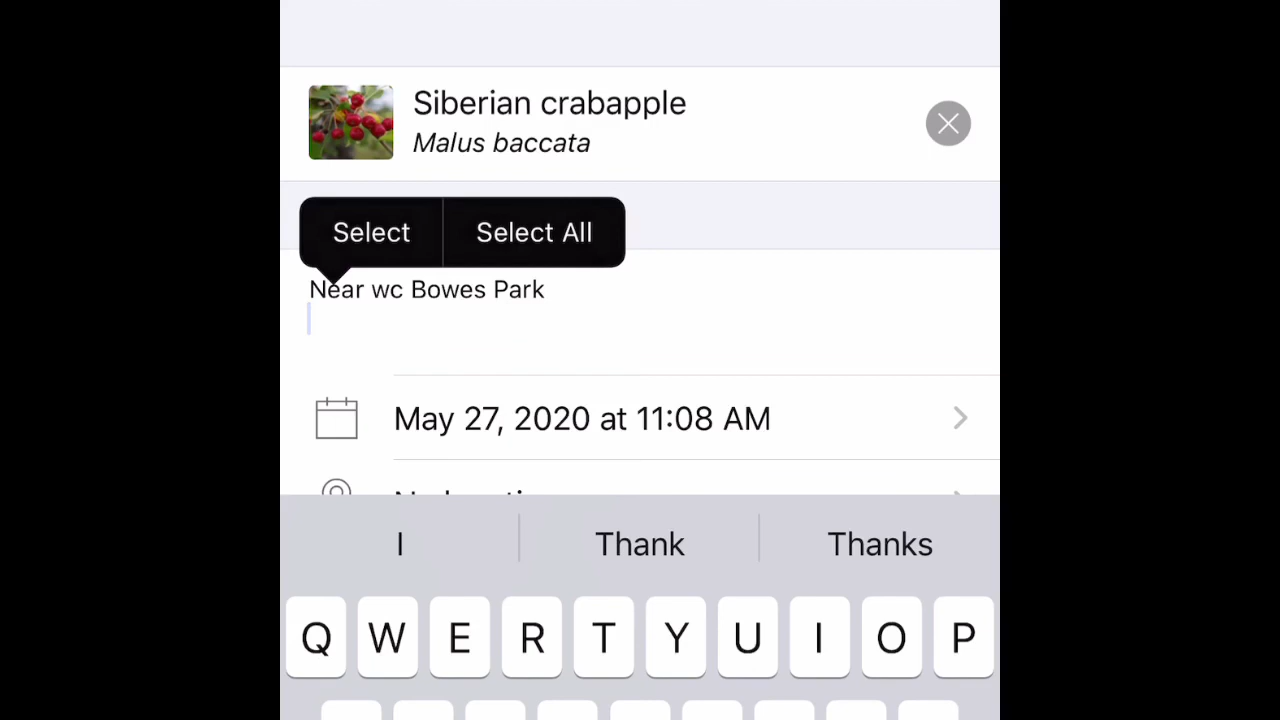 Siberian crabapple
Malus baccata
Select Select All
Near wc Bowes Park
May 27, 2020 at 11:08 AM
I Thank Thanks
Q W E R T Y U I O P